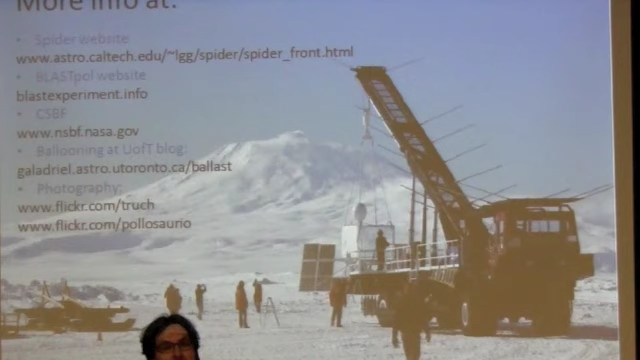 More info at:
• Spider website
www.astro.caltech.edu/~lgg/spider/spider_front.html
• BLASTpol website
blastexperiment.info
• CSBF
www.nsbf.nasa.gov
• Ballooning at UofT blog:
galadriel.astro.utoronto.ca/ballast
• Photography:
www.flickr.com/truch
www.flickr.com/pollosaurio